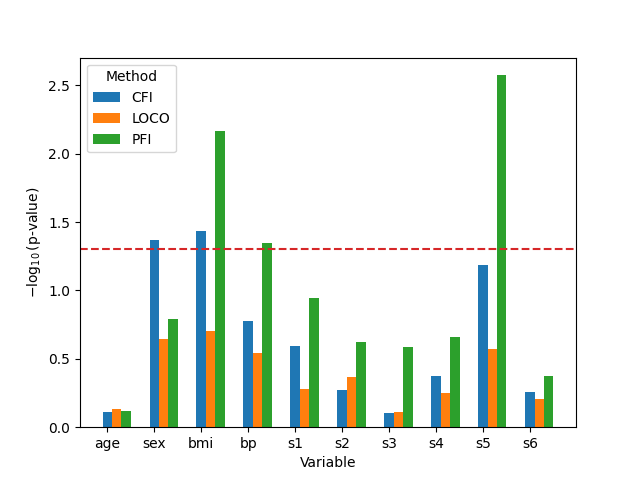 Method
CFI
LOCO
PFI
2.5
2.0
1.5
1.0
0.5
0.0
−log₁₀(p-value)
age sex bmi bp s1 s2 s3 s4 s5 s6
Variable